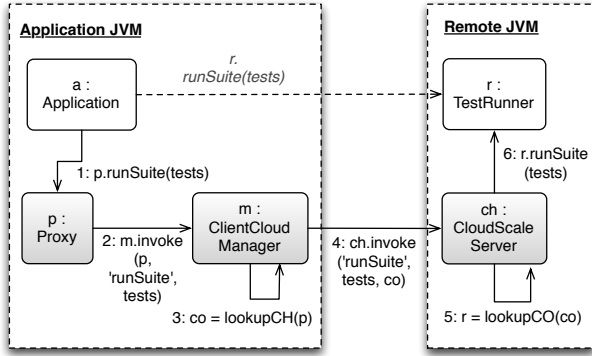 Application JVM
Remote JVM
r.
runSuite(tests)
a :
Application
r :
TestRunner
1: p.runSuite(tests)
6: r.runSuite
(tests)
p :
Proxy
m :
ClientCloud
Manager
ch :
CloudScale
Server
2: m.invoke
(p,
'runSuite',
tests)
4: ch.invoke
('runSuite',
tests, co)
3: co = lookupCH(p)
5: r = lookupCO(co)